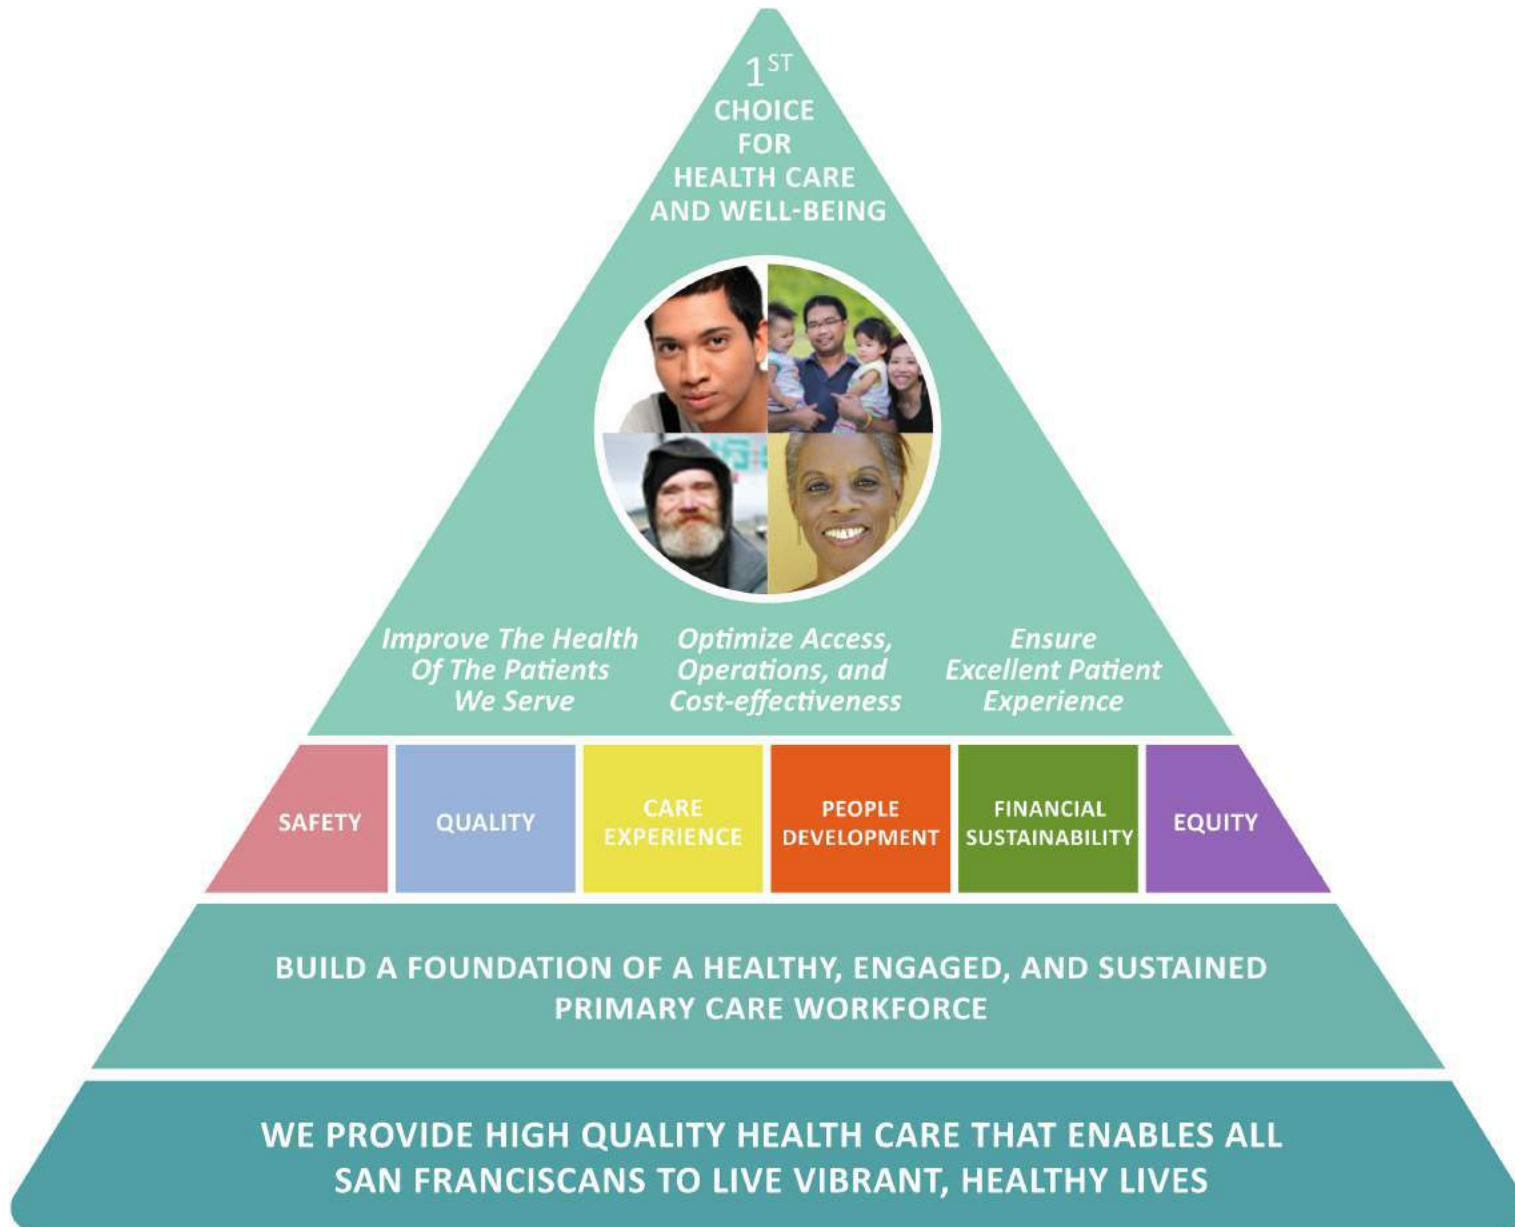 1ST
CHOICE
FOR
HEALTH CARE
AND WELL-BEING
Improve The Health
Of The Patients
We Serve
Optimize Access,
Operations, and
Cost-effectiveness
Ensure
Excellent Patient
Experience
SAFETY
QUALITY
CARE
EXPERIENCE
PEOPLE
DEVELOPMENT
FINANCIAL
SUSTAINABILITY
EQUITY
BUILD A FOUNDATION OF A HEALTHY, ENGAGED, AND SUSTAINED
PRIMARY CARE WORKFORCE
WE PROVIDE HIGH QUALITY HEALTH CARE THAT ENABLES ALL
SAN FRANCISCANS TO LIVE VIBRANT, HEALTHY LIVES